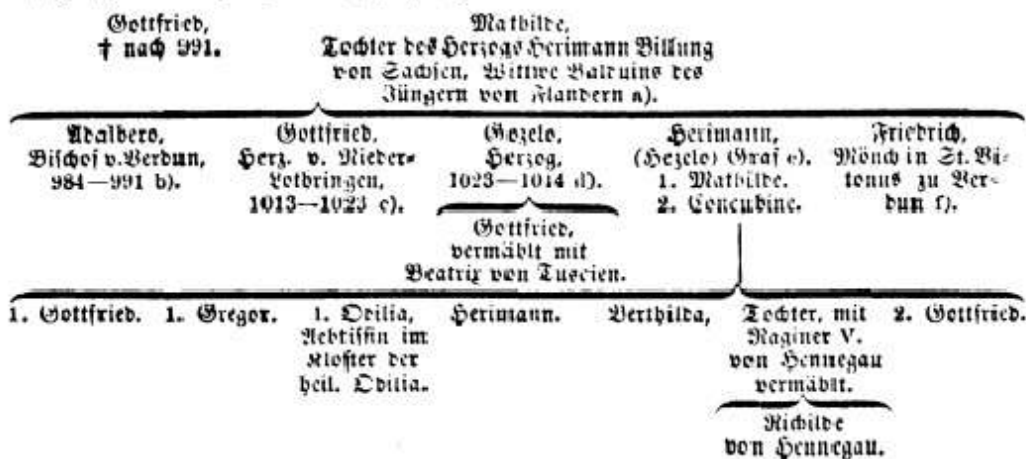 Gottfried,
† nach 991.
Mathilde,
Tochter des Herzogs Herimann Billung
von Sachsen, Wittwe Balduins des
Jüngern von Flandern a).
Adalbero,
Bischof v. Verdun,
984—991 b).
Gottfried,
Herz. v. Nieder-
Lothringen,
1013—1023 c).
Gozelo,
Herzog,
1023—1014 d).
Herimann,
(Hezelo) Graf e).
1. Mathilde.
2. Concubine.
Friedrich,
Mönch in St. Vi-
tonus zu Ver-
dun f).
Gottfried,
vermählt mit
Beatrix von Tuscien.
1. Gottfried.
1. Gregor.
1. Odilia,
Aebtissin im
Kloster der
heil. Odilia.
Herimann.
Berthilda,
Tochter, mit
Raginer V.
von Hennegau
vermählt.
2. Gottfried.
Richilde
von Hennegau.